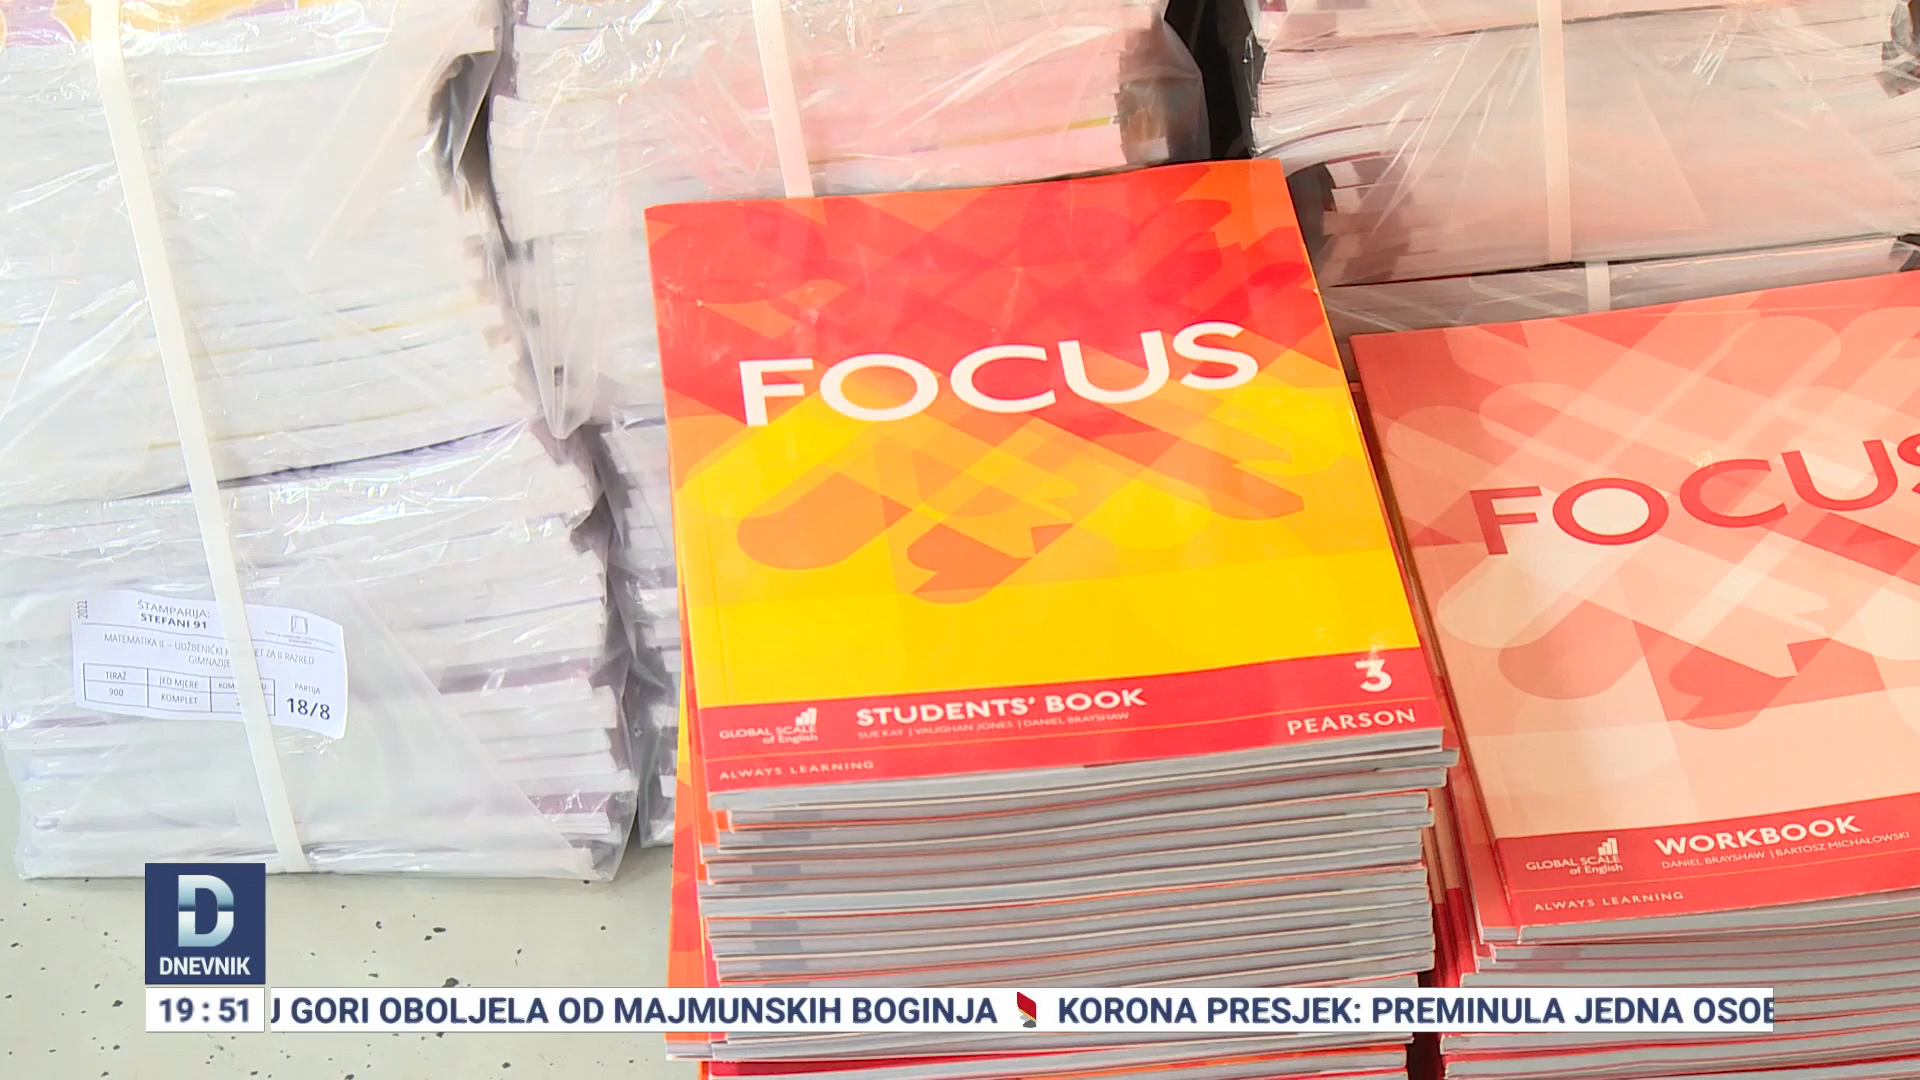 FOCUS
3
STUDENTS' BOOK
SUE KAY | VAUGHAN JONES | DANIEL BRAYSHAW
GLOBAL SCALE
of English
PEARSON
ALWAYS LEARNING
FOCUS
WORKBOOK
DANIEL BRAYSHAW | BARTOSZ MICHAŁOWSKI
GLOBAL SCALE
of English
ALWAYS LEARNING
2022
ŠTAMPARIJA:
STEFANI 91
MATEMATIKA II – UDŽBENIČKI ZA II RAZRED
GIMNAZIJE
TIRAŽ
JED MJERE
PARTIJA
900
KOMPLET
18/8
D
DNEVNIK
19:51
J GORI OBOLJELA OD MAJMUNSKIH BOGINJA KORONA PRESJEK: PREMINULA JEDNA OSOB